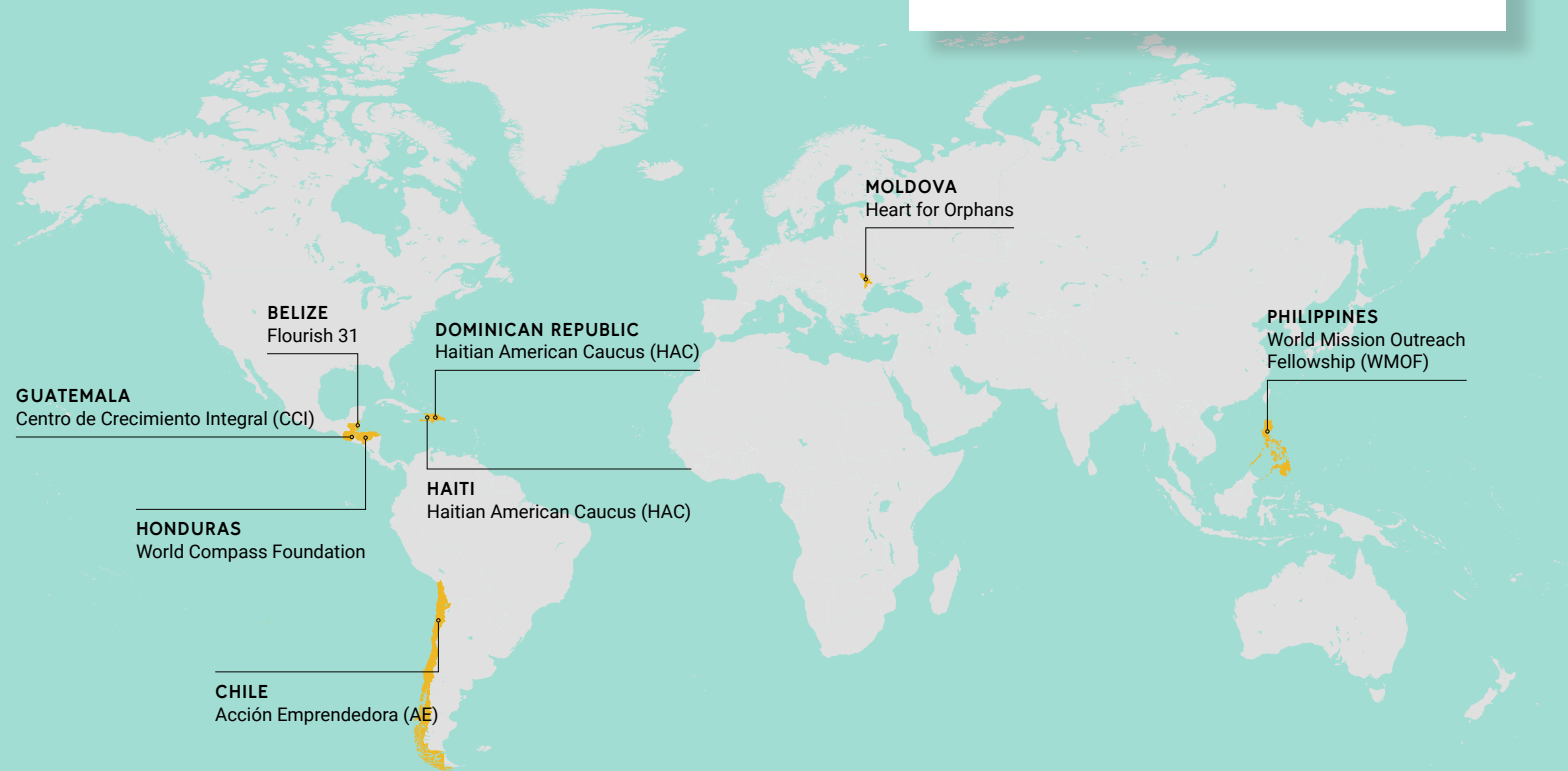 MOLDOVA
Heart for Orphans
BELIZE
Flourish 31
DOMINICAN REPUBLIC
Haitian American Caucus (HAC)
PHILIPPINES
World Mission Outreach
Fellowship (WMOF)
GUATEMALA
Centro de Crecimiento Integral (CCI)
HAITI
Haitian American Caucus (HAC)
HONDURAS
World Compass Foundation
CHILE
Acción Emprendedora (AE)